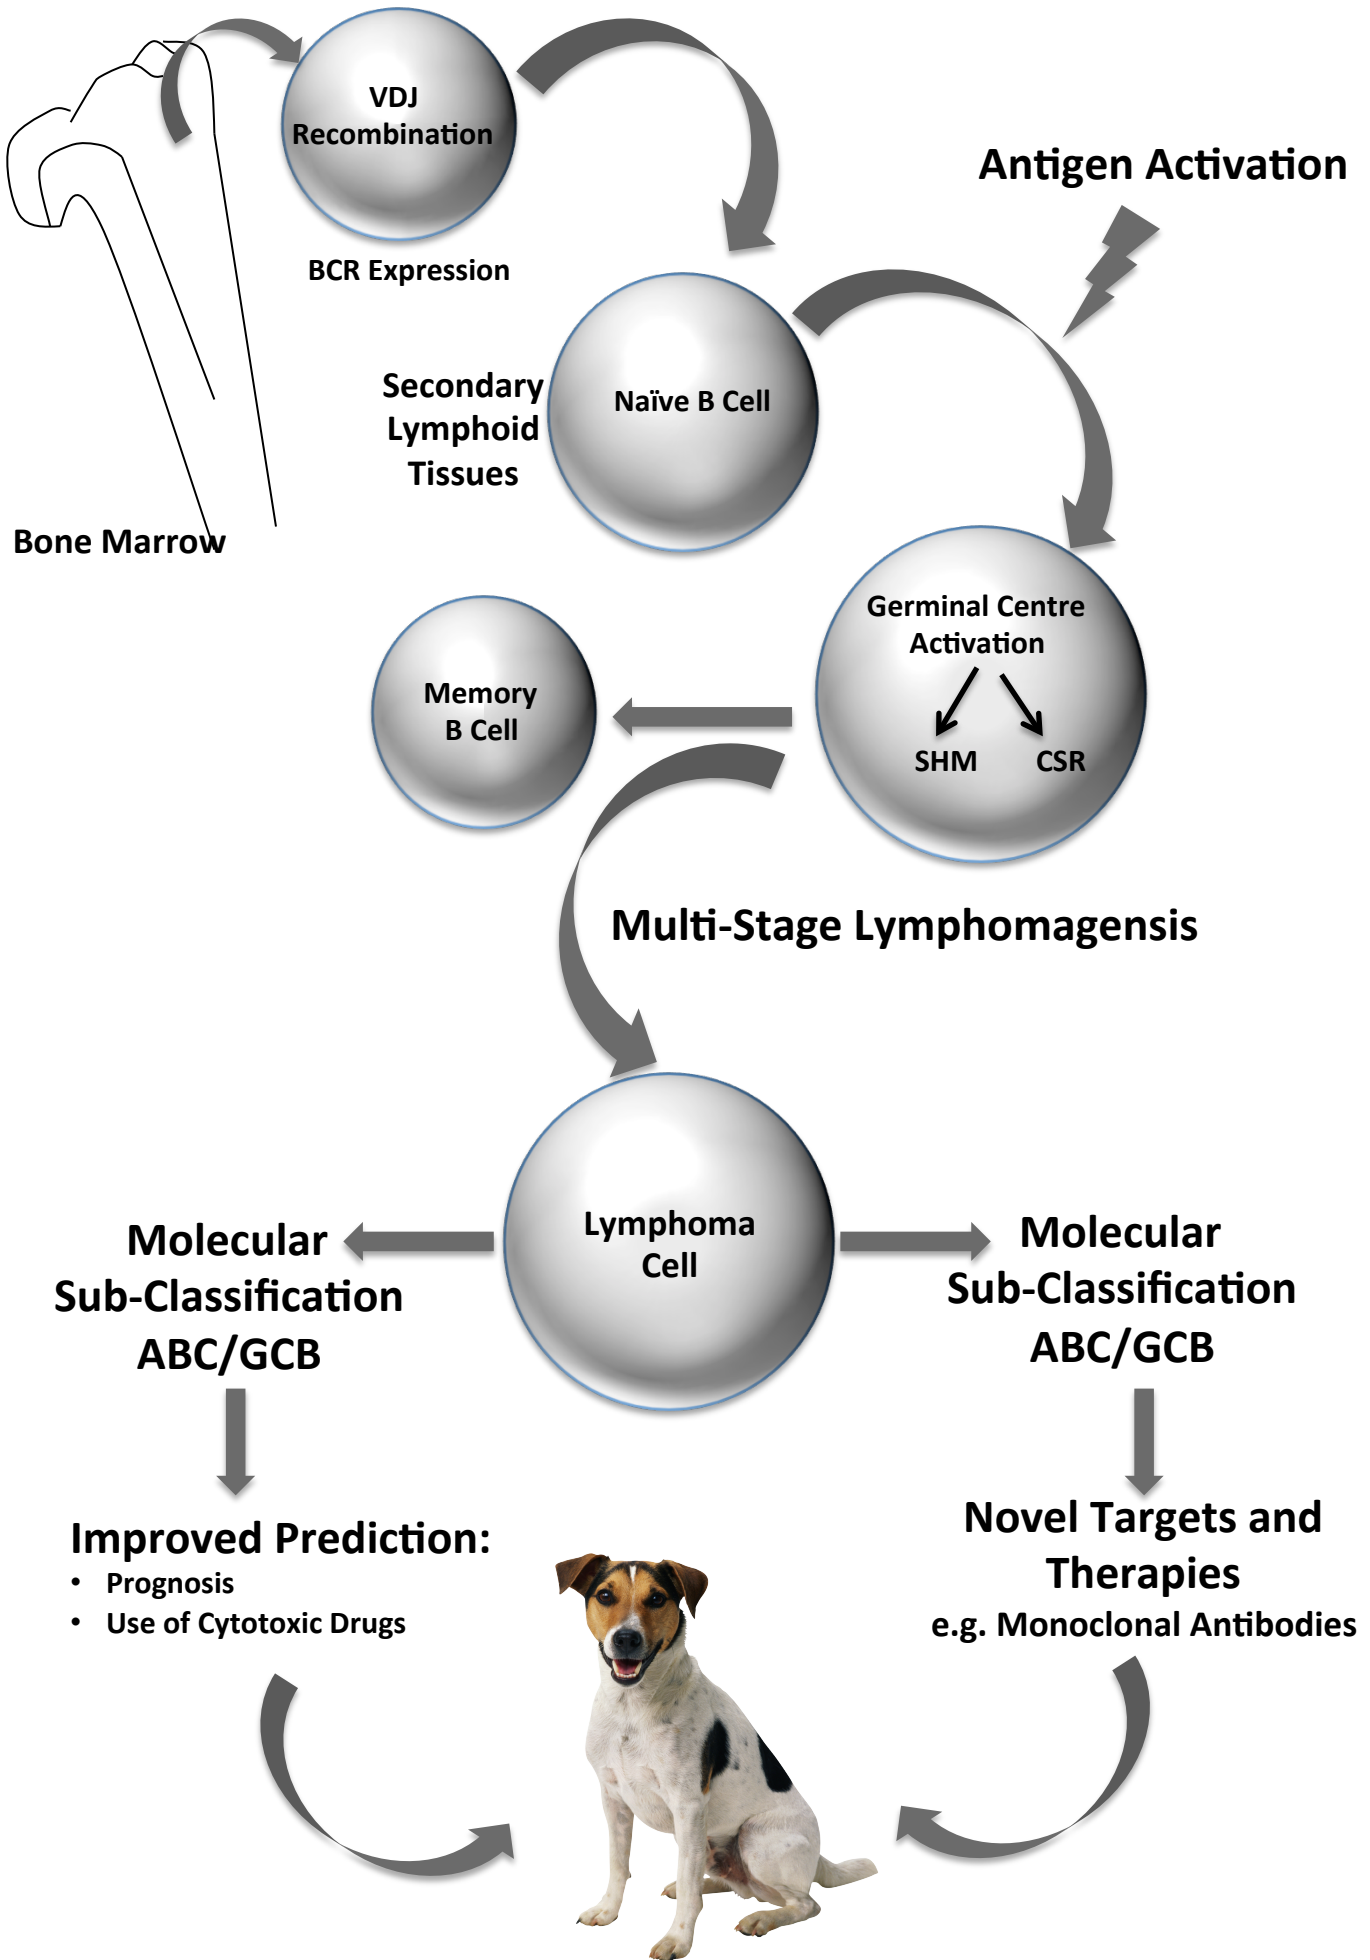 VDJ
Recombination
BCR Expression
Antigen Activation
Secondary
Lymphoid
Tissues
Naïve B Cell
Bone Marrow
Germinal Centre
Activation
SHM CSR
Memory
B Cell
Multi-Stage Lymphomagensis
Lymphoma
Cell
Molecular
Sub-Classification
ABC/GCB
Molecular
Sub-Classification
ABC/GCB
Improved Prediction:
• Prognosis
• Use of Cytotoxic Drugs
Novel Targets and
Therapies
e.g. Monoclonal Antibodies